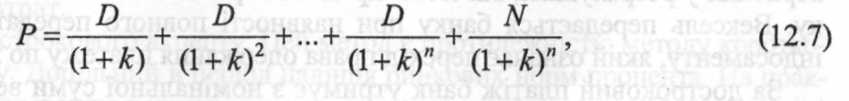 P = D/(1+k) + D/(1+k)² + ... + D/(1+k)ⁿ + N/(1+k)ⁿ, (12.7)